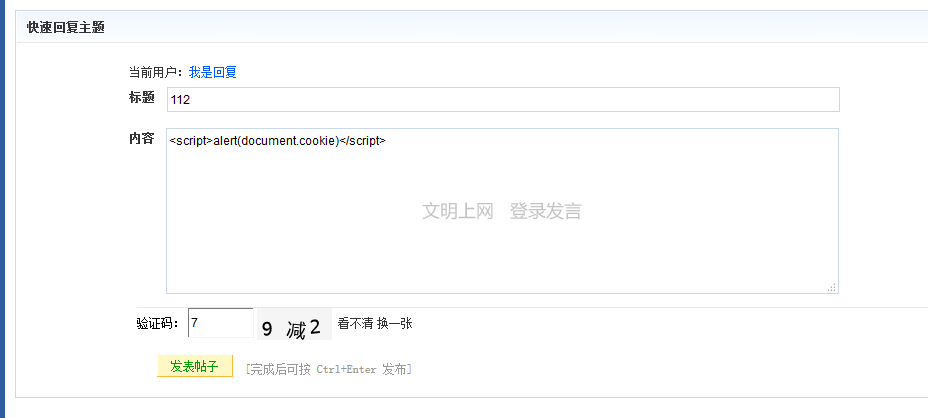 快速回复主题
当前用户：我是回复
标题 112
内容 <script>alert(document.cookie)</script>
文明上网 登录发言
验证码： 7 9 减 2 看不清 换一张
发表帖子 [完成后可按 Ctrl+Enter 发布]